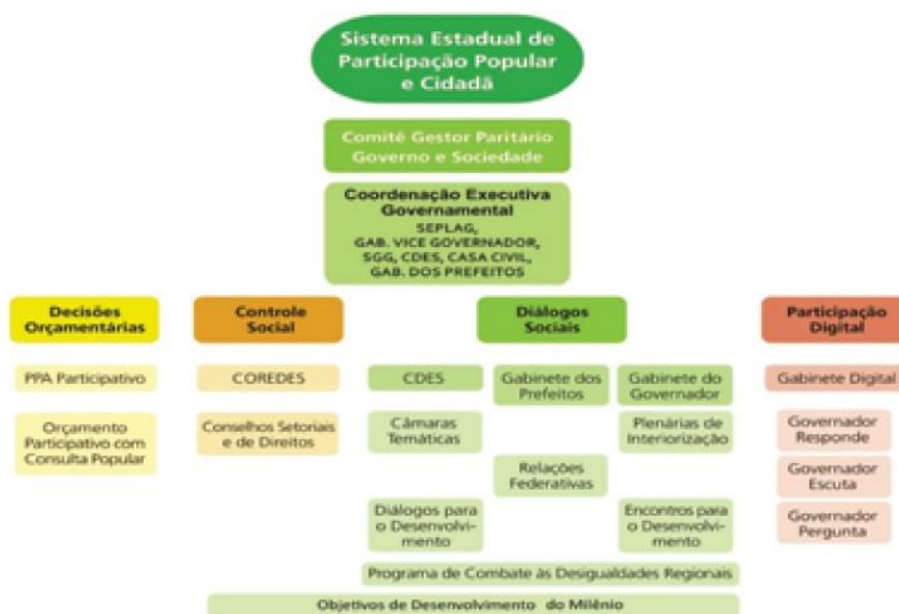 Sistema Estadual de
Participação Popular
e Cidadã
Comitê Gestor Paritário
Governo e Sociedade
Coordenação Executiva
Governamental
SEPLAG,
GAB. VICE GOVERNADOR,
SGG, CDES, CASA CIVIL,
GAB. DOS PREFEITOS
Decisões
Orçamentárias
PPA Participativo
Orçamento
Participativo com
Consulta Popular
Controle
Social
COREDES
Conselhos Setoriais
e de Direitos
Diálogos
Sociais
CDES
Câmaras
Temáticas
Diálogos para
o Desenvolvi-
mento
Gabinete dos
Prefeitos
Relações
Federativas
Gabinete do
Governador
Plenárias de
Interiorização
Encontros para
o Desenvolvi-
mento
Programa de Combate às Desigualdades Regionais
Objetivos de Desenvolvimento do Milênio
Participação
Digital
Gabinete Digital
Governador
Responde
Governador
Escuta
Governador
Pergunta